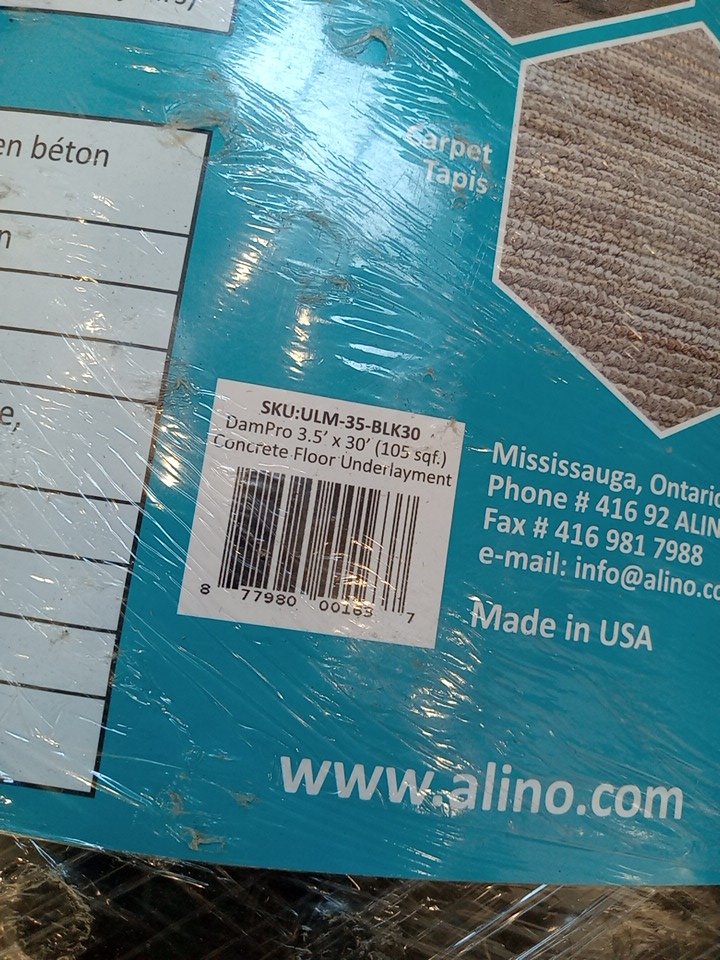 en béton
n
e,
Carpet
Tapis
SKU:ULM-35-BLK30
DamPro 3.5' x 30' (105 sqf.)
Concrete Floor Underlayment
8 77980 00163 7
Mississauga, Ontario
Phone # 416 92 ALIN
Fax # 416 981 7988
e-mail: info@alino.co
Made in USA
www.alino.com